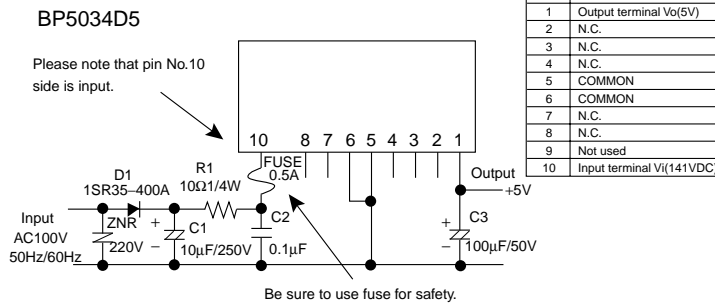 BP5034D5
Please note that pin No.10
side is input.
10 8 7 6 5 4 3 2 1
FUSE
0.5A
D1
1SR35–400A
R1
10Ω1/4W
Output
+5V
Input
AC100V
50Hz/60Hz
ZNR
220V
+
–
C1
10μF/250V
C2
0.1μF
+
–
C3
100μF/50V
Be sure to use fuse for safety.
1 Output terminal Vo(5V)
2 N.C.
3 N.C.
4 N.C.
5 COMMON
6 COMMON
7 N.C.
8 N.C.
9 Not used
10 Input terminal Vi(141VDC)